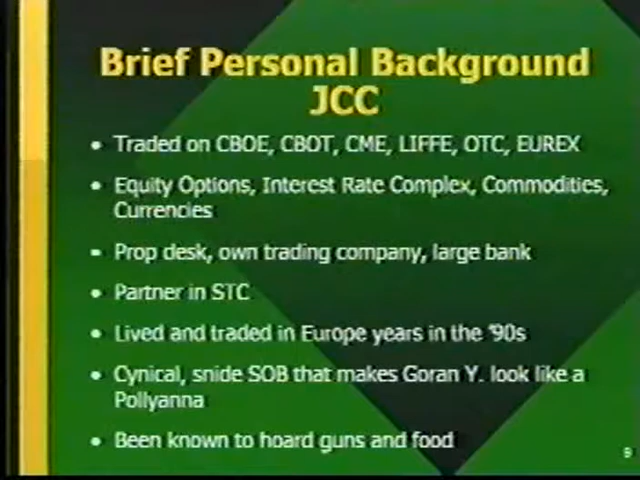 Brief Personal Background
JCC
• Traded on CBOE, CBOT, CME, LIFFE, OTC, EUREX
• Equity Options, Interest Rate Complex, Commodities,
Currencies
• Prop desk, own trading company, large bank
• Partner in STC
• Lived and traded in Europe years in the '90s
• Cynical, snide SOB that makes Goran Y. look like a
Pollyanna
• Been known to hoard guns and food
9